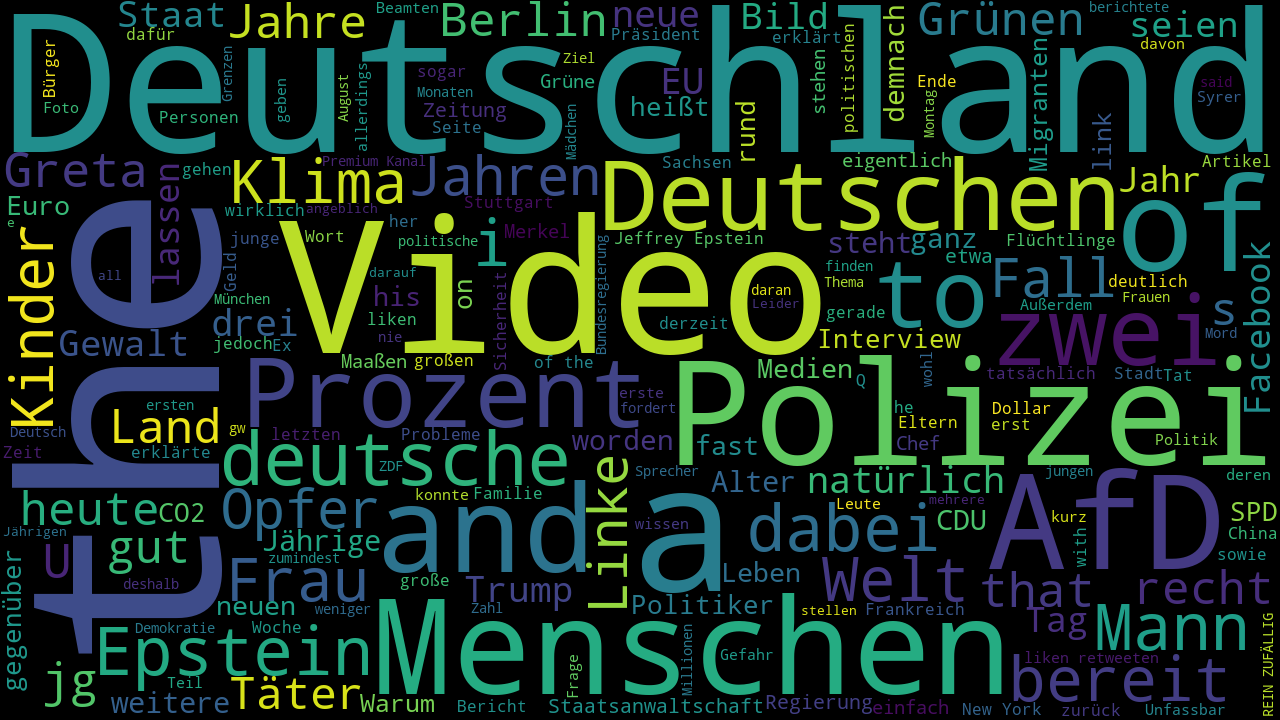 Staat
Jahre
Beamten
Berlin
neue
Bild
Grünen
berichtete
seien
dafür
Präsident
erklärt
davon
Deutschland
Bürger
Foto
Personen
Grenzen
geben
August
allerdings
sogar
Monaten
Zeitung
Seite
Ziel
Grüne
Mädchen
EU
heißt
rund
stehen
politischen
demnach
Ende
Montag
Migranten
link
said
Syrer
Greta
gehen
lassen
Premium Kanal
Klima
Jahren
Sachsen
Deutschen
eigentlich
Jahr
Artikel
Euro
e
wirklich
angeblich
her
Stuttgart
the
all
junge
Geld
Wort
politische
i
Merkel
Jeffrey Epstein
steht
ganz
etwa
Flüchtlinge
of
Kinder
Video
München
darauf
his
on
Sicherheit
Bundesregierung
daran
Leider
finden
Thema
to
Fall
deutlich
Frauen
s
Facebook
drei
liken
derzeit
gerade
Außerdem
zwei
Mord
Gewalt
jedoch
Ex
nie
Maaßen
großen
of the
Interview
wohl
Prozent
Medien
Q
tatsächlich
Stadt
Tat
Polizei
Land
ersten
erste
fordert
he
Eltern
Dollar
erst
Deutsch
Zeit
erklärte
gw
letzten
Probleme
worden
fast
Chef
Politik
deutsche
ZDF
Linke
Sprecher
Alter
natürlich
jungen
deren
heute
CO2
Opfer
konnte
Familie
and
a
wissen
dabei
Leute
mehrere
CDU
AfD
kurz
SPD
China
Jährigen
U
gut
Jährige
zumindest
with
sowie
gegenüber
deshalb
Frau
große
Trump
Leben
Welt
that
recht
neuen
weniger
Zahl
Politiker
stellen
Frankreich
Tag
Mann
Demokratie
Woche
Epstein
Menschen
Gefahr
Millionen
liken retweeten
jg
Teil
Täter
Frage
bereit
REIN ZUFÄLLIG
weitere
Warum
Bericht
Staatsanwaltschaft
Regierung
einfach
New York
zurück
Unfassbar